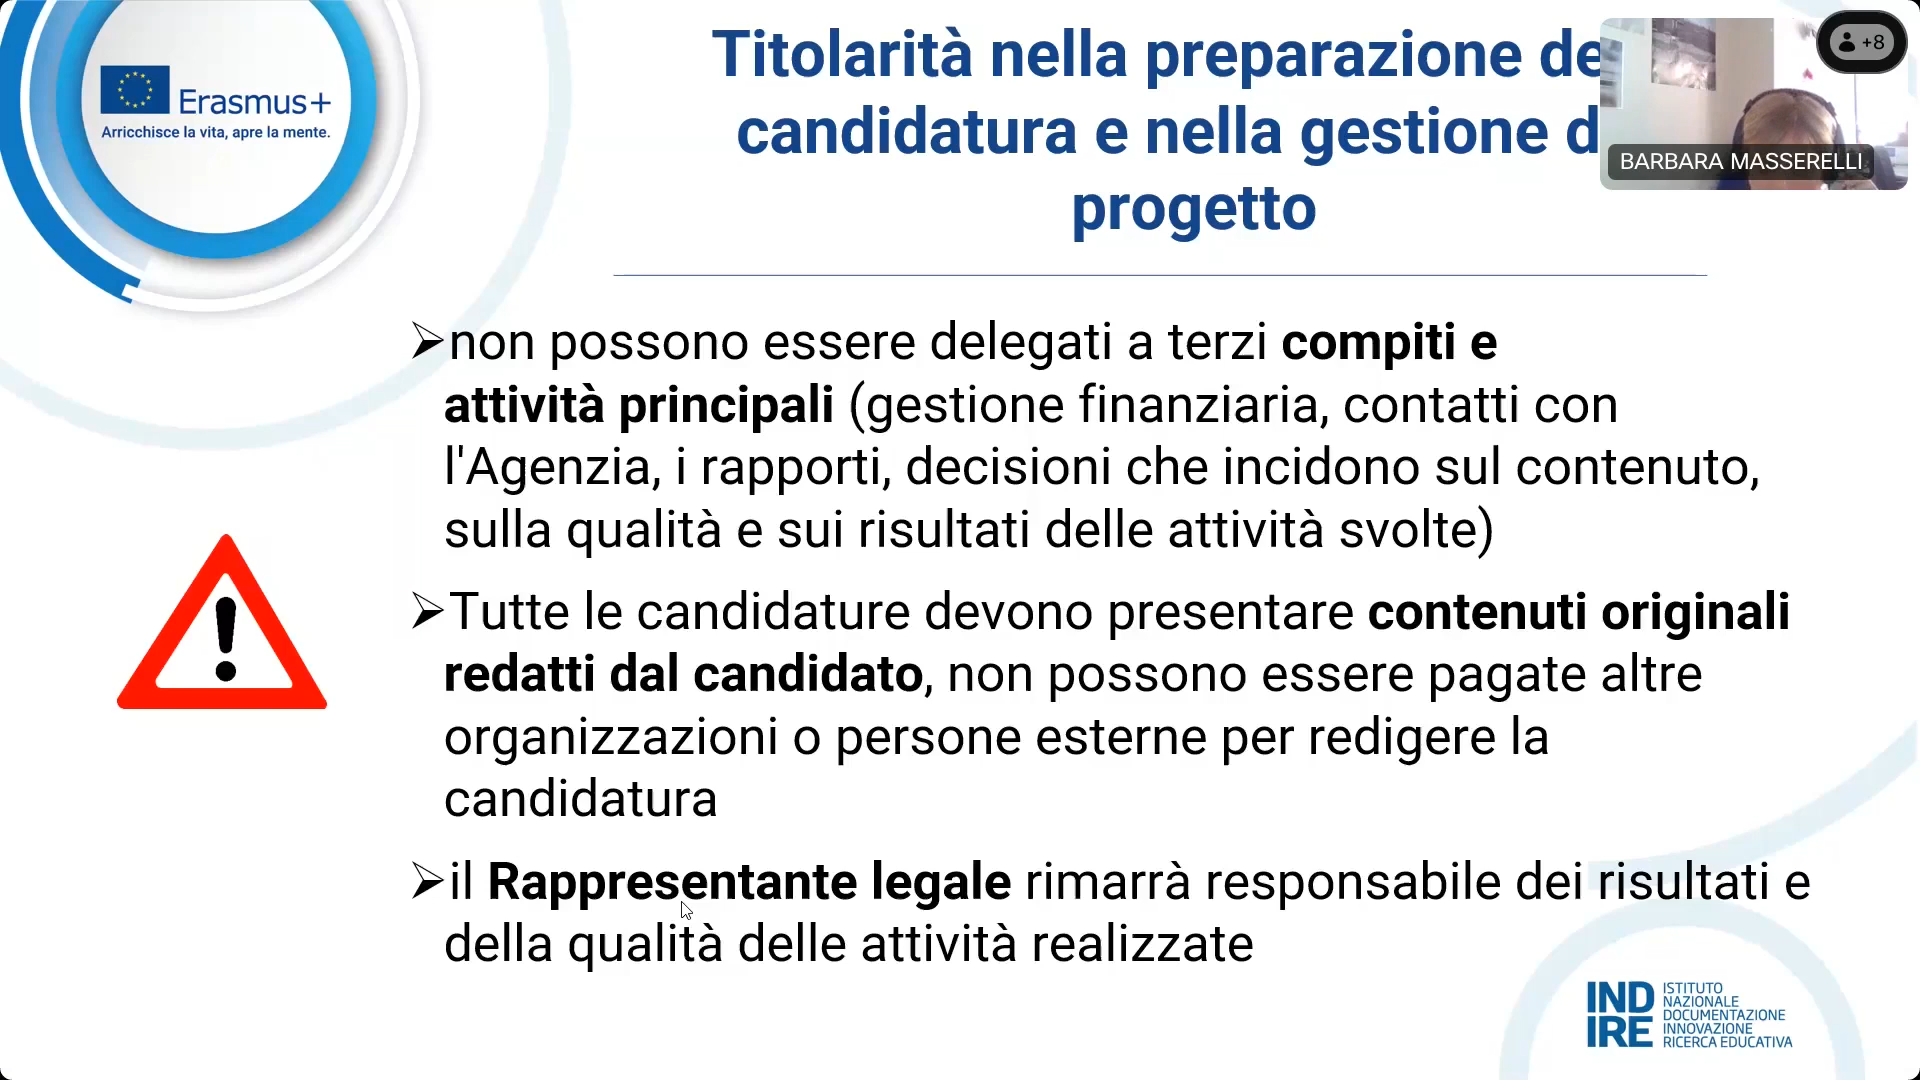 Erasmus+
Arricchisce la vita, apre la mente.
Titolarità nella preparazione de
candidatura e nella gestione d
progetto
+8
BARBARA MASSERELLI
➢non possono essere delegati a terzi compiti e
attività principali (gestione finanziaria, contatti con
l'Agenzia, i rapporti, decisioni che incidono sul contenuto,
sulla qualità e sui risultati delle attività svolte)
➢Tutte le candidature devono presentare contenuti originali
redatti dal candidato, non possono essere pagate altre
organizzazioni o persone esterne per redigere la
candidatura
➢il Rappresentante legale rimarrà responsabile dei risultati e
della qualità delle attività realizzate
INDIRE
ISTITUTO
NAZIONALE
DOCUMENTAZIONE
INNOVAZIONE
RICERCA EDUCATIVA